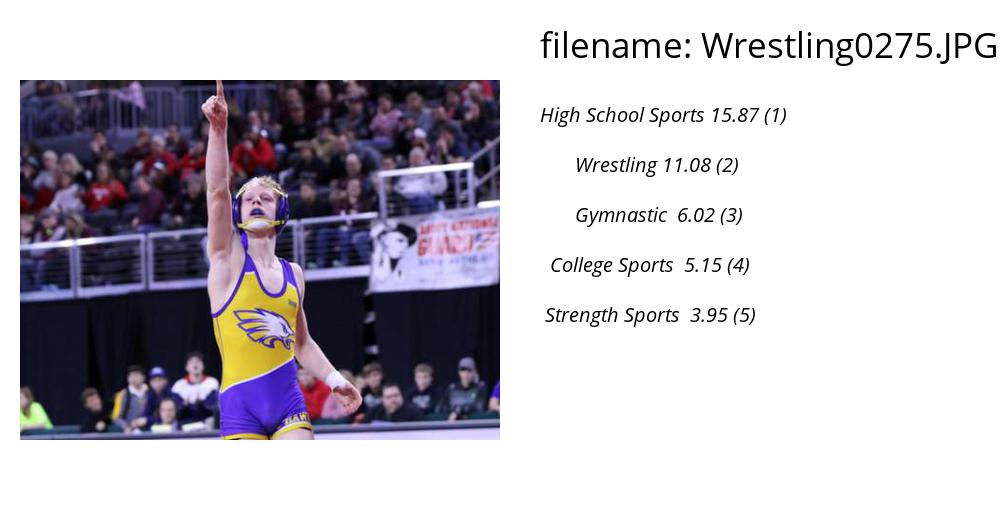 filename: Wrestling0275.JPG
High School Sports 15.87 (1)
Wrestling 11.08 (2)
Gymnastic 6.02 (3)
College Sports 5.15 (4)
Strength Sports 3.95 (5)